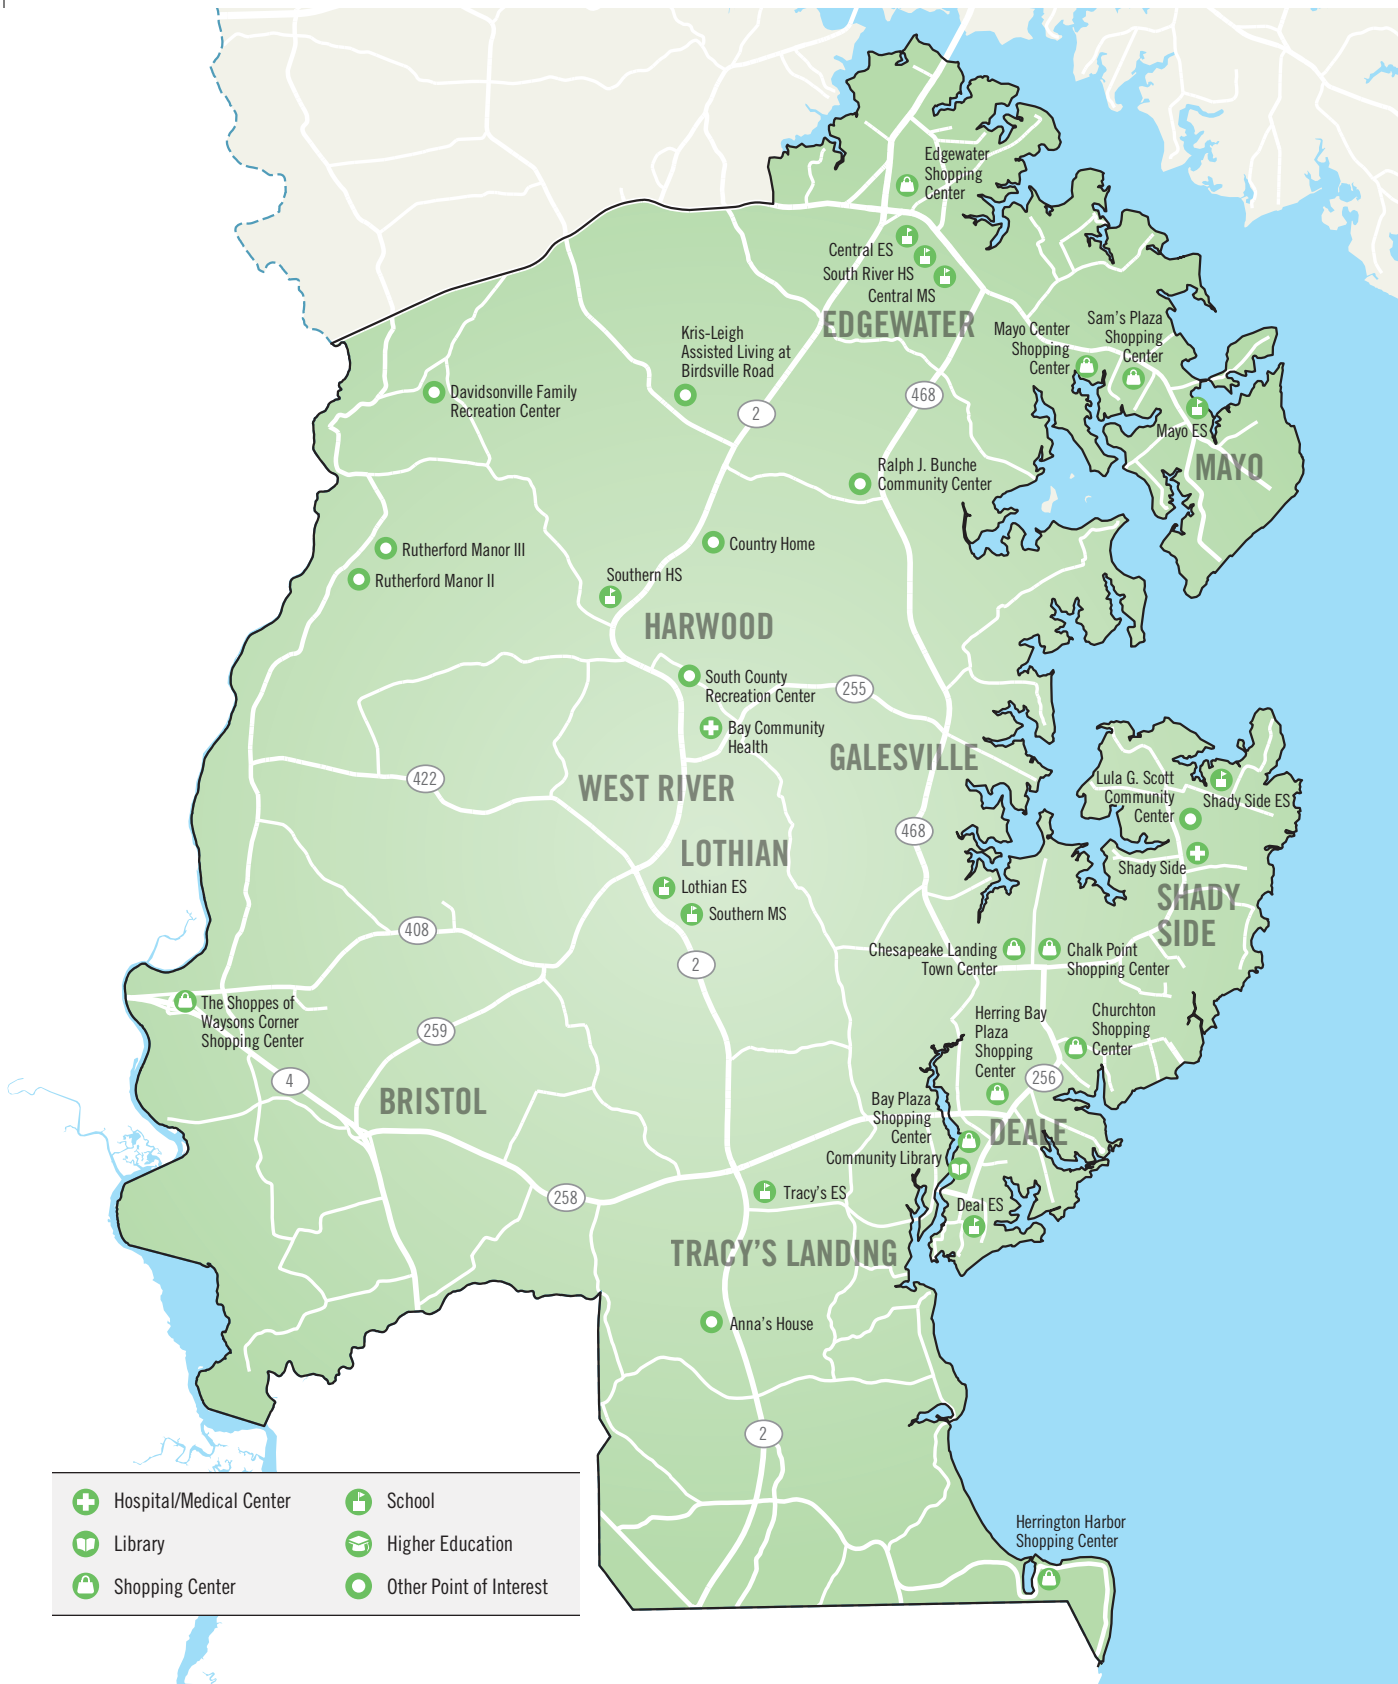 Edgewater
Shopping
Center
Central ES
South River HS
Central MS
EDGEWATER
Mayo Center
Shopping
Center
Sam's Plaza
Shopping
Center
Kris-Leigh
Assisted Living at
Birdsville Road
Davidsonville Family
Recreation Center
2
468
Mayo ES
MAYO
Ralph J. Bunche
Community Center
Country Home
Rutherford Manor III
Rutherford Manor II
Southern HS
HARWOOD
South County
Recreation Center
255
Bay Community
Health
GALESVILLE
422
WEST RIVER
Lula G. Scott
Community
Center
Shady Side ES
468
LOTHIAN
Shady Side
Lothian ES
Southern MS
SHADY
SIDE
408
2
Chesapeake Landing
Town Center
Chalk Point
Shopping Center
The Shoppes of
Waysons Corner
Shopping Center
259
Herring Bay
Plaza
Shopping
Center
Churchton
Shopping
Center
4
256
BRISTOL
Bay Plaza
Shopping
Center
DEALE
Community Library
258
Tracy's ES
Deal ES
TRACY'S LANDING
Anna's House
2
Herrington Harbor
Shopping Center
Hospital/Medical Center
Library
Shopping Center
School
Higher Education
Other Point of Interest